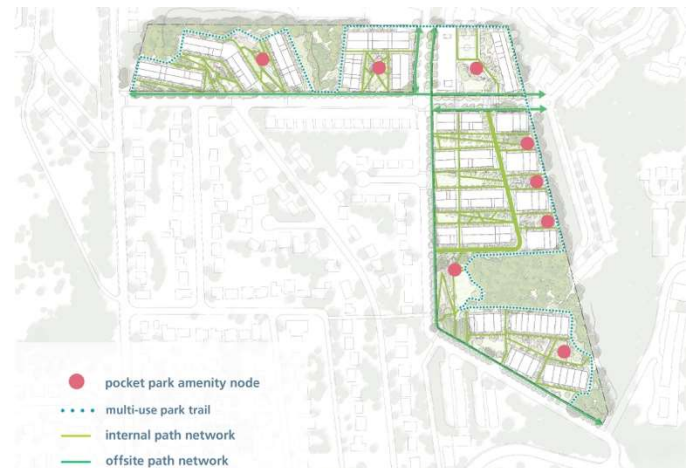 pocket park amenity node
multi-use park trail
internal path network
offsite path network